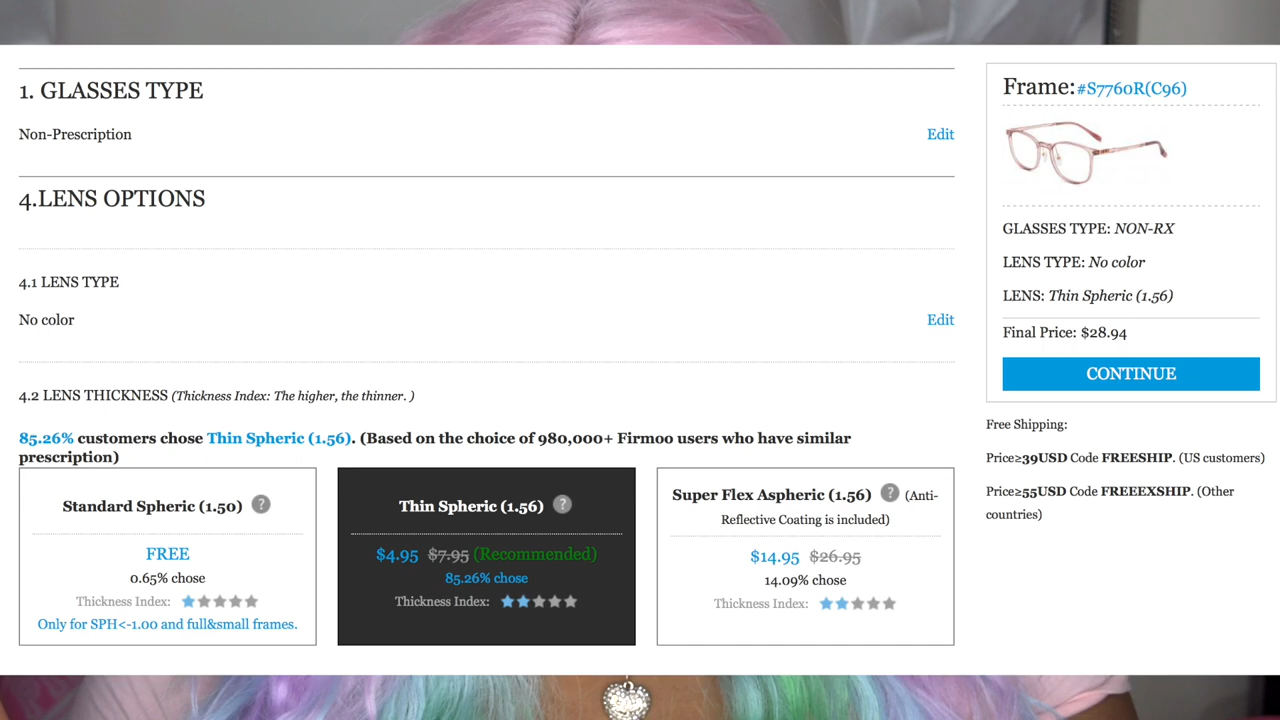 1. GLASSES TYPE
Non-Prescription
Edit
4.LENS OPTIONS
4.1 LENS TYPE
No color
Edit
4.2 LENS THICKNESS (Thickness Index: The higher, the thinner. )
85.26% customers chose Thin Spheric (1.56). (Based on the choice of 980,000+ Firmoo users who have similar
prescription)
Standard Spheric (1.50) ?
FREE
0.65% chose
Thickness Index:
Only for SPH<-1.00 and full&small frames.
Thin Spheric (1.56) ?
$4.95 $7.95 (Recommended)
85.26% chose
Thickness Index:
Super Flex Aspheric (1.56) ? (Anti-
Reflective Coating is included)
$14.95 $26.95
14.09% chose
Thickness Index:
Frame:#S7760R(C96)
GLASSES TYPE: NON-RX
LENS TYPE: No color
LENS: Thin Spheric (1.56)
Final Price: $28.94
CONTINUE
Free Shipping:
Price≥39USD Code FREESHIP. (US customers)
Price≥55USD Code FREEEXSHIP. (Other
countries)